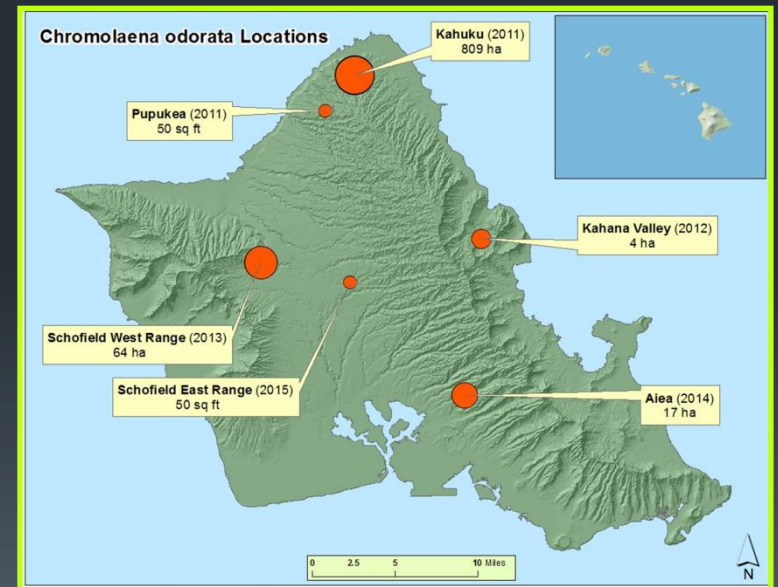 Chromolaena odorata Locations
Kahuku (2011)
809 ha
Pupukea (2011)
50 sq ft
Kahana Valley (2012)
4 ha
Schofield West Range (2013)
64 ha
Schofield East Range (2015)
50 sq ft
Aiea (2014)
17 ha
0 2.5 5 10 Miles
N